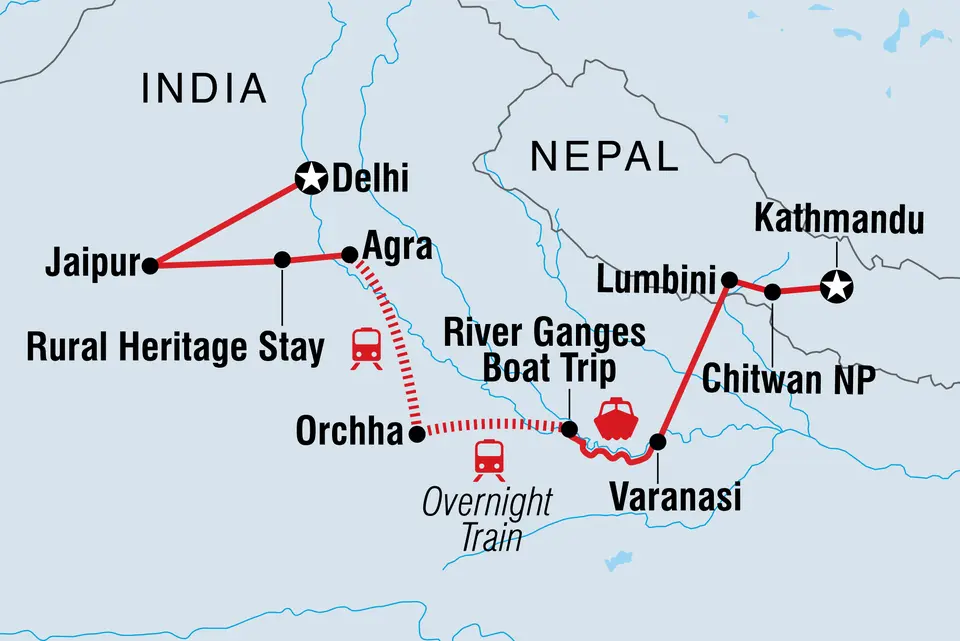 INDIA
NEPAL
Delhi
Kathmandu
Jaipur
Agra
Lumbini
Rural Heritage Stay
River Ganges
Boat Trip
Chitwan NP
Orchha
Varanasi
Overnight
Train